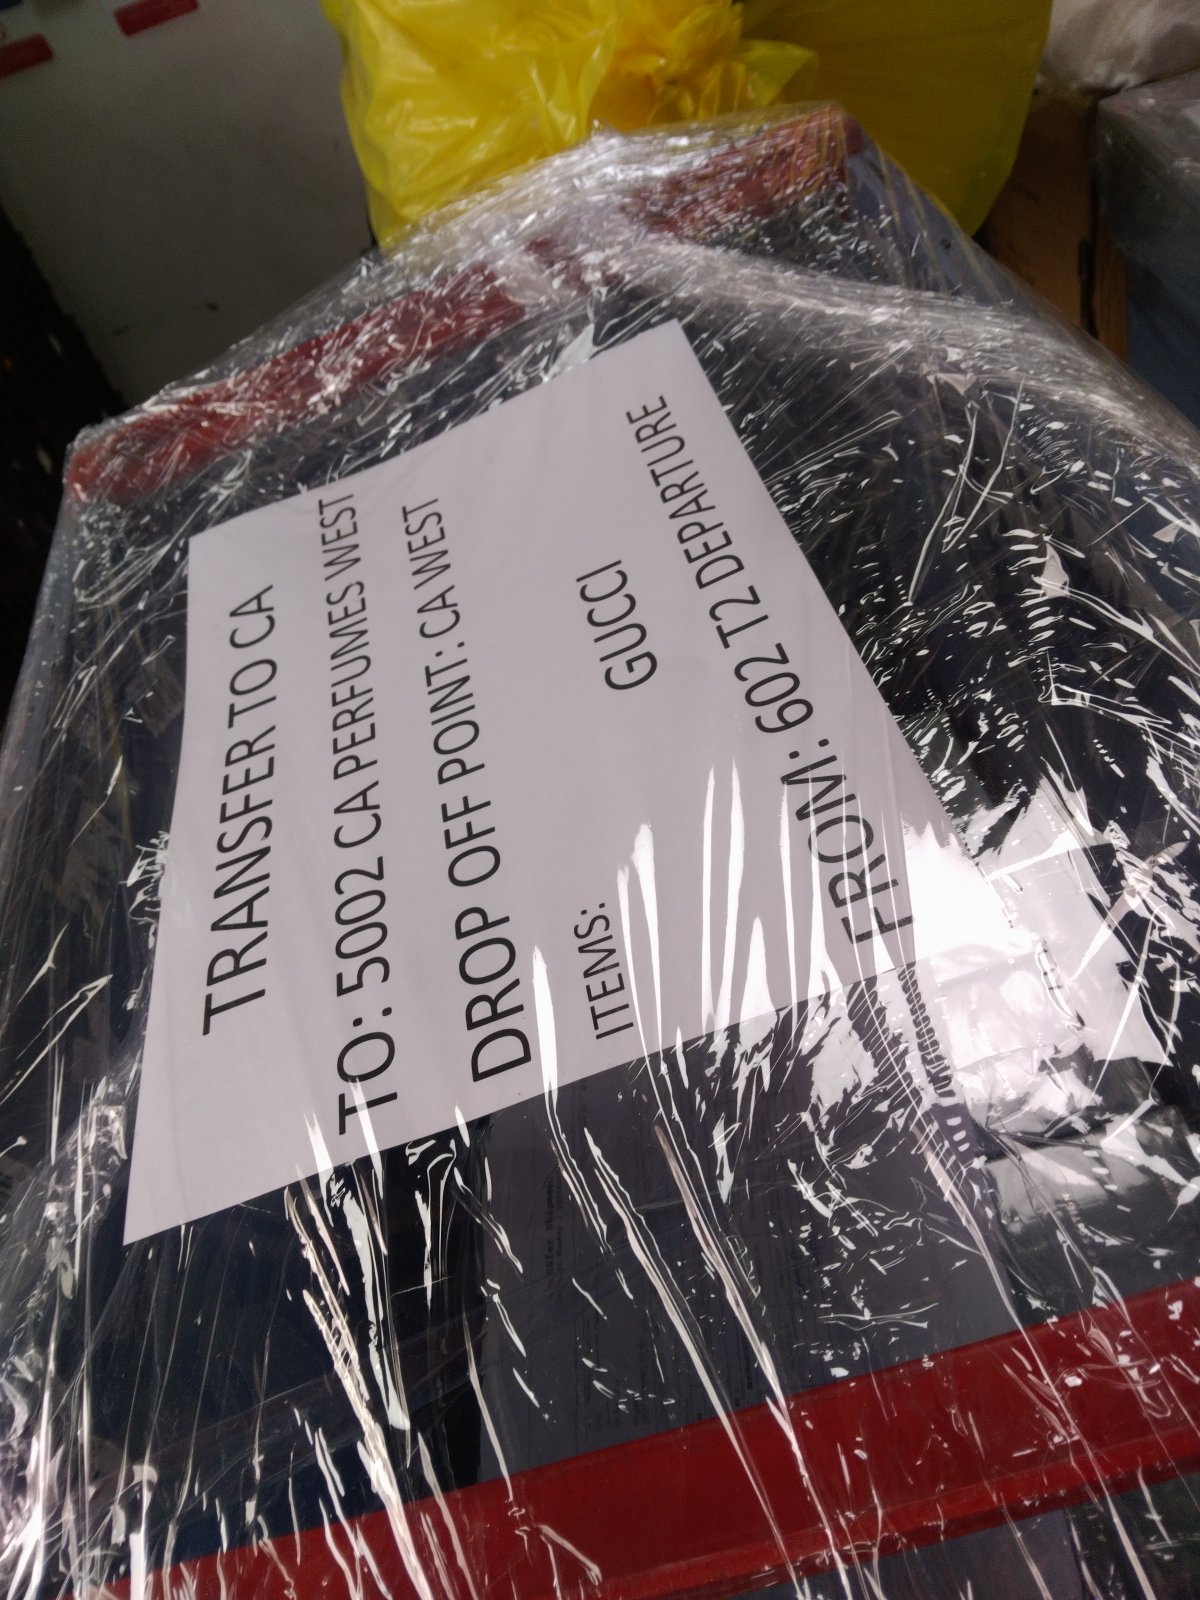 TRANSFER TO CA
TO: 5002 CA PERFUMES WEST
DROP OFF POINT: CA WEST
ITEMS: GUCCI
FROM: 602 T2 DEPARTURE